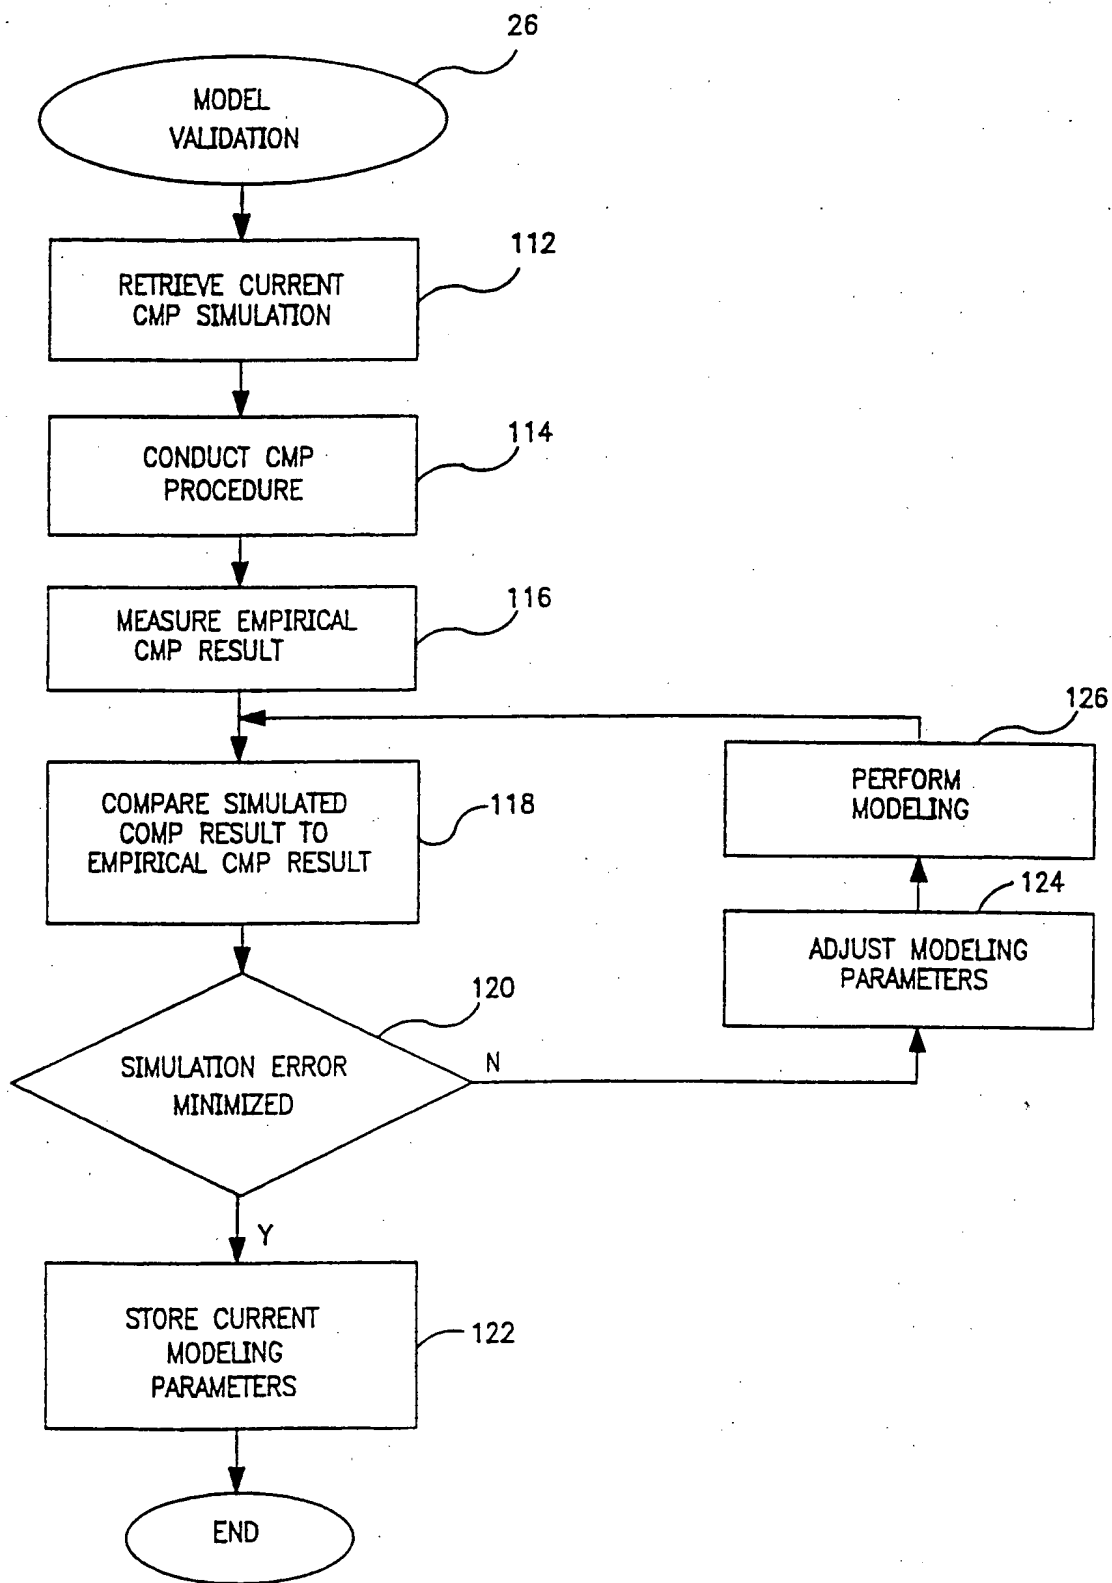 26
MODEL
VALIDATION
112
RETRIEVE CURRENT
CMP SIMULATION
114
CONDUCT CMP
PROCEDURE
116
MEASURE EMPIRICAL
CMP RESULT
118
COMPARE SIMULATED
COMP RESULT TO
EMPIRICAL CMP RESULT
120
SIMULATION ERROR
MINIMIZED
N
Y
126
PERFORM
MODELING
124
ADJUST MODELING
PARAMETERS
STORE CURRENT
MODELING
PARAMETERS
122
END